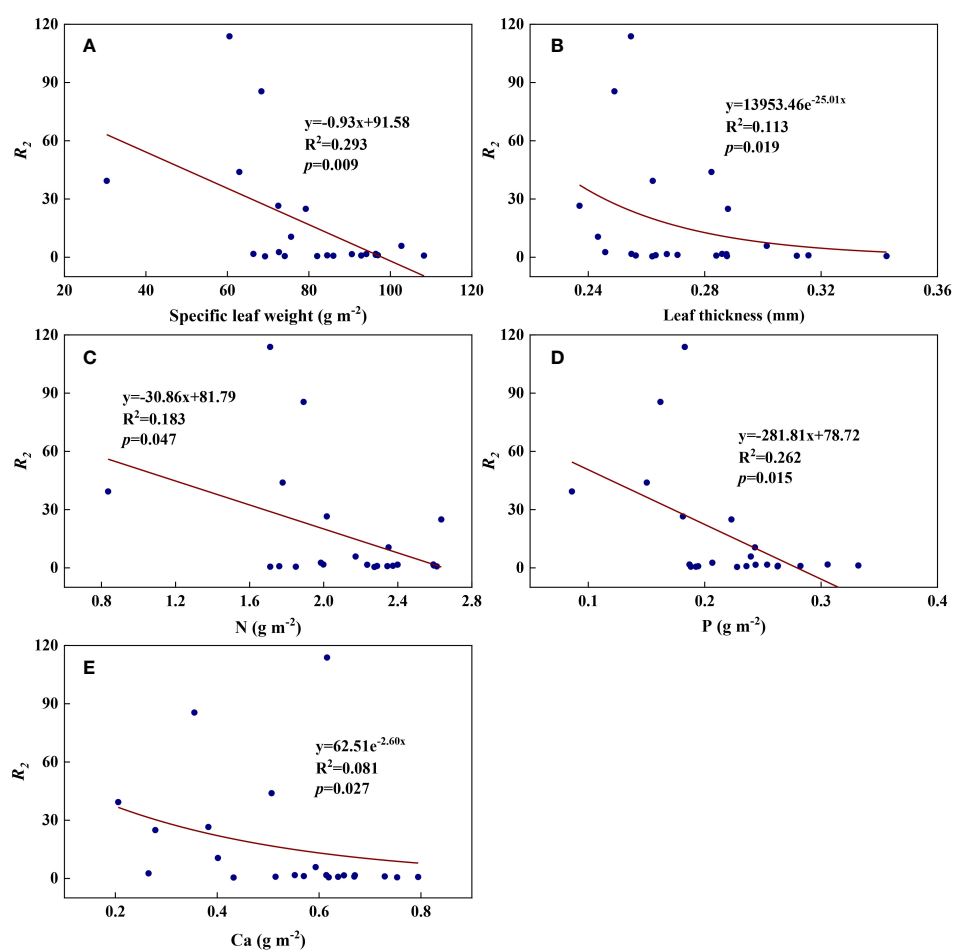 A
B
120
90
60
30
0
R2
y=-0.93x+91.58
R2=0.293
p=0.009
20 40 60 80 100 120
Specific leaf weight (g m-2)
120
90
60
30
0
R2
y=13953.46e-25.01x
R2=0.113
p=0.019
0.24 0.28 0.32 0.36
Leaf thickness (mm)
C
D
120
90
60
30
0
R2
y=-30.86x+81.79
R2=0.183
p=0.047
0.8 1.2 1.6 2.0 2.4 2.8
N (g m-2)
120
90
60
30
0
R2
y=-281.81x+78.72
R2=0.262
p=0.015
0.1 0.2 0.3 0.4
P (g m-2)
E
120
90
60
30
0
R2
y=62.51e-2.60x
R2=0.081
p=0.027
0.2 0.4 0.6 0.8
Ca (g m-2)